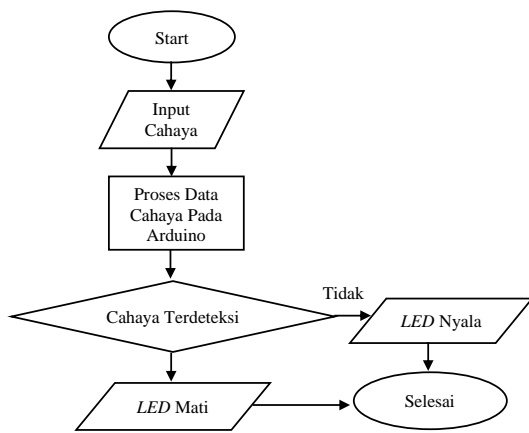 Start
Input
Cahaya
Proses Data
Cahaya Pada
Arduino
Cahaya Terdeteksi
Tidak
LED Nyala
LED Mati
Selesai